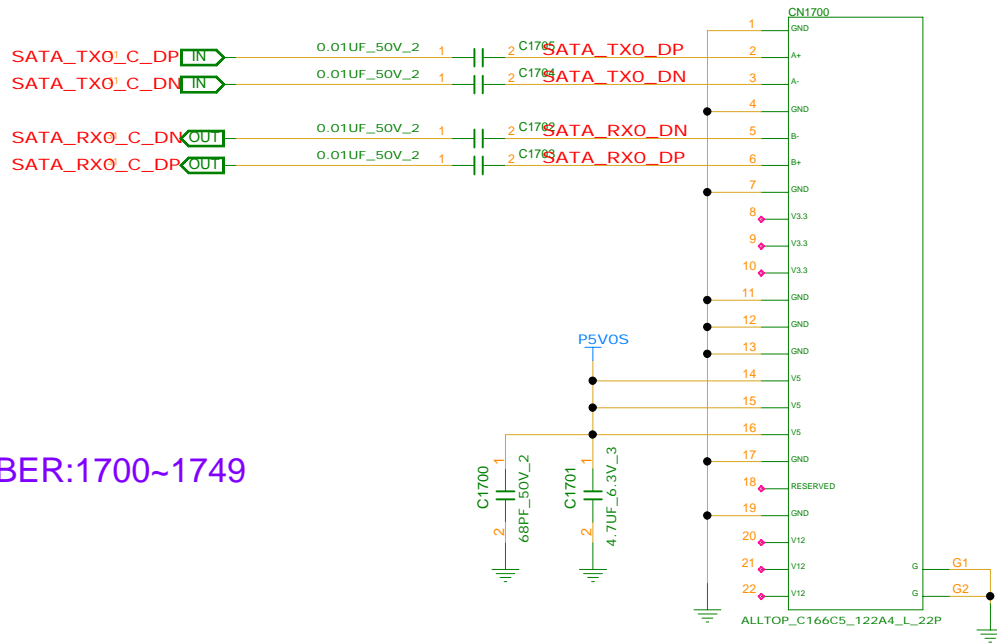 CN1700
1 GND
SATA_TX0_C_DP IN 0.01UF_50V_2 1 2 C1705 SATA_TX0_DP 2 A+
SATA_TX0_C_DN IN 0.01UF_50V_2 1 2 C1704 SATA_TX0_DN 3 A-
4 GND
SATA_RX0_C_DN OUT 0.01UF_50V_2 1 2 C1702 SATA_RX0_DN 5 B-
SATA_RX0_C_DP OUT 0.01UF_50V_2 1 2 C1703 SATA_RX0_DP 6 B+
7 GND
8 V3.3
9 V3.3
10 V3.3
11 GND
12 GND
13 GND
P5V0S
14 V5
15 V5
16 V5
17 GND
BER:1700~1749
C1700 1 2 68PF_50V_2
C1701 1 2 4.7UF_6.3V_3
18 RESERVED
19 GND
20 V12
21 V12 G G1
22 V12 G G2
ALLTOP_C166C5_122A4_L_22P